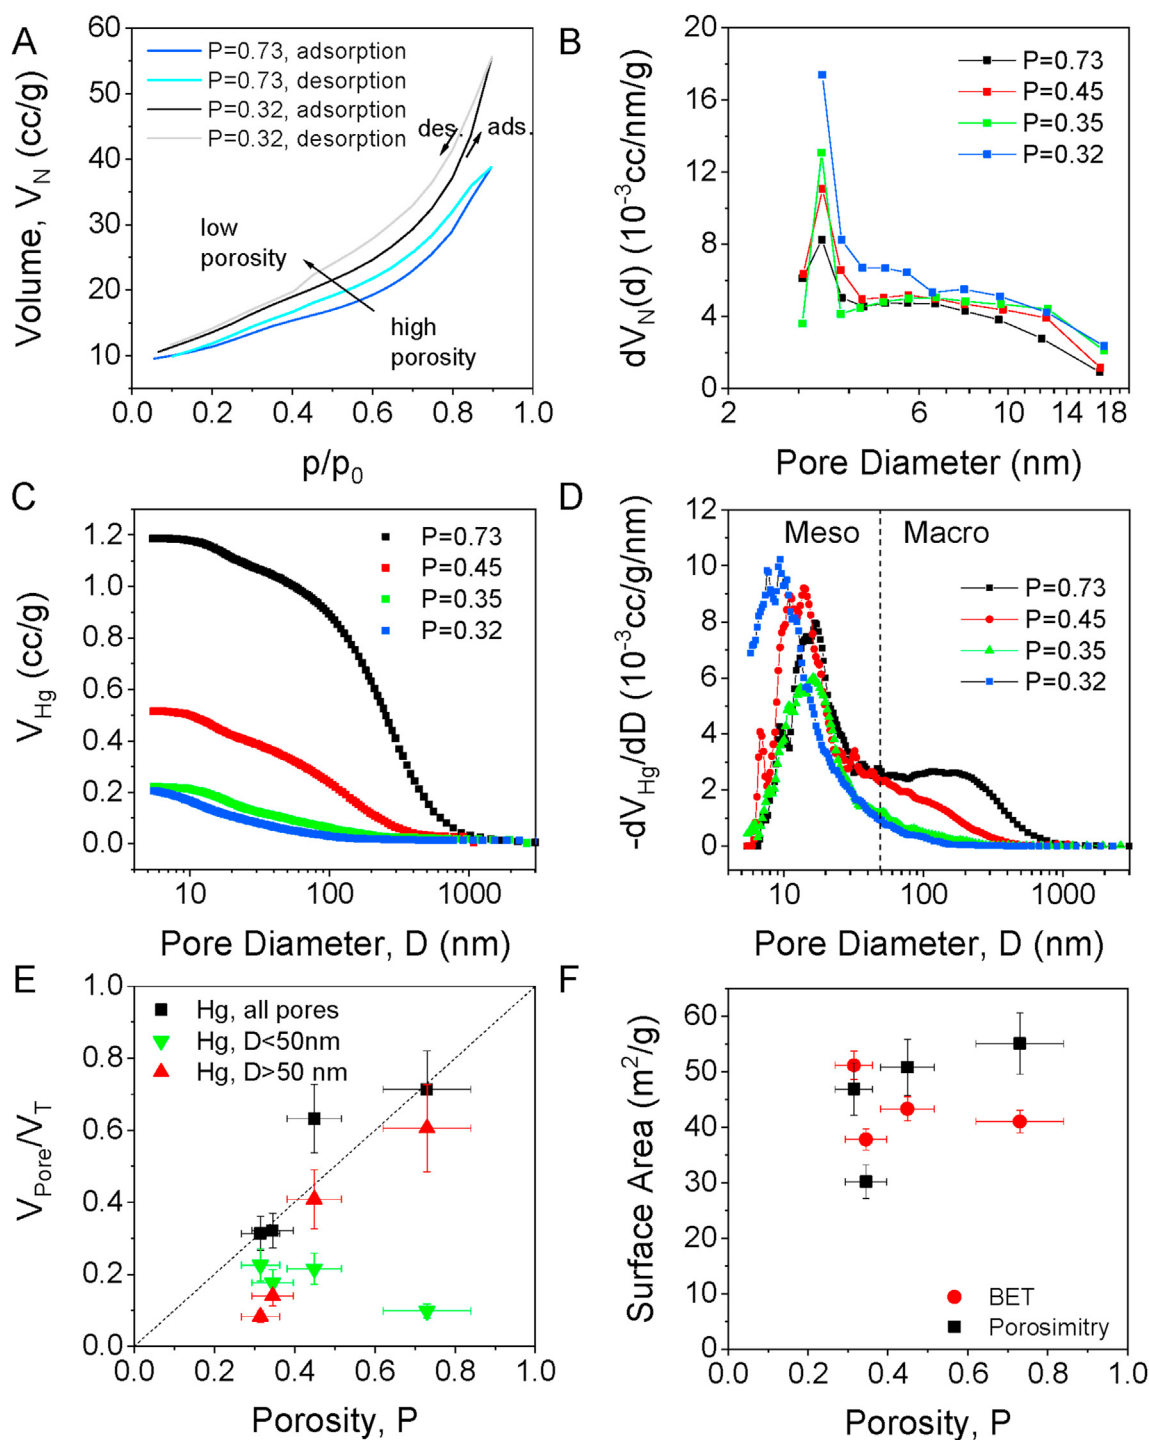 A
Volume, V_N (cc/g)
60
50
40
30
20
10
P=0.73, adsorption
P=0.73, desorption
P=0.32, adsorption
P=0.32, desorption
des.
ads.
low
porosity
high
porosity
0.0 0.2 0.4 0.6 0.8 1.0
p/p_0
B
dV_N(d) (10^-3cc/nm/g)
20
16
12
8
4
0
P=0.73
P=0.45
P=0.35
P=0.32
2 6 10 14 18
Pore Diameter (nm)
C
V_Hg (cc/g)
1.2
1.0
0.8
0.6
0.4
0.2
0.0
P=0.73
P=0.45
P=0.35
P=0.32
10 100 1000
Pore Diameter, D (nm)
D
-dV_Hg/dD (10^-3cc/g/nm)
12
10
8
6
4
2
0
Meso Macro
P=0.73
P=0.45
P=0.35
P=0.32
10 100 1000
Pore Diameter, D (nm)
E
V_Pore/V_T
1.0
0.8
0.6
0.4
0.2
0.0
Hg, all pores
Hg, D<50nm
Hg, D>50 nm
0.0 0.2 0.4 0.6 0.8 1.0
Porosity, P
F
Surface Area (m^2/g)
60
50
40
30
20
10
0
BET
Porosimitry
0.0 0.2 0.4 0.6 0.8 1.0
Porosity, P